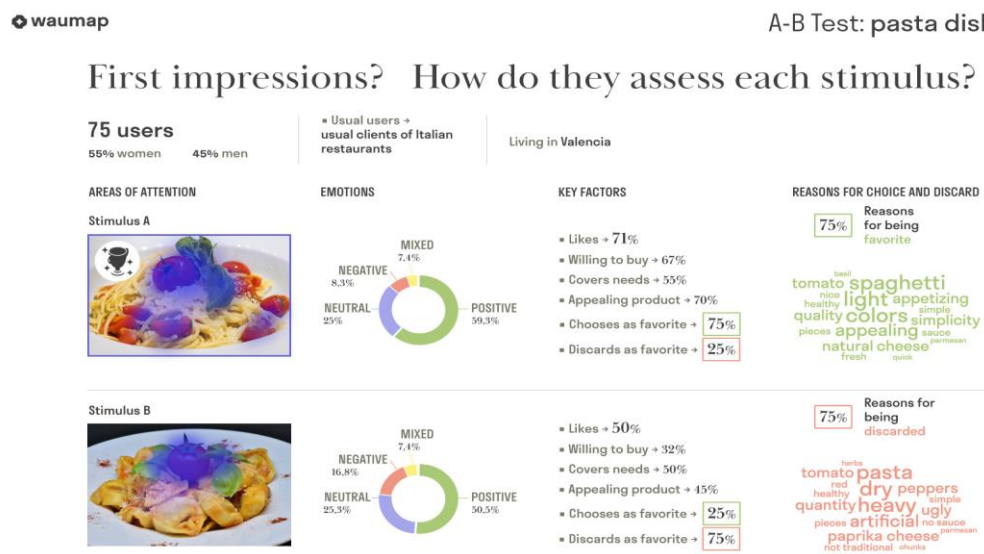 waumap
A-B Test: pasta disl
First impressions? How do they assess each stimulus?
75 users
55% women 45% men
▪ Usual users →
usual clients of Italian
restaurants
Living in Valencia
AREAS OF ATTENTION
EMOTIONS
KEY FACTORS
REASONS FOR CHOICE AND DISCARD
Stimulus A
MIXED
7.4%
NEGATIVE
8,3%
NEUTRAL
25%
POSITIVE
59,3%
▪ Likes → 71%
▪ Willing to buy → 67%
▪ Covers needs → 55%
▪ Appealing product → 70%
▪ Chooses as favorite → 75%
▪ Discards as favorite → 25%
75%
Reasons
for being
favorite
basil
tomato spaghetti
nice light appetizing
healthy simple
quality colors simplicity
pieces appealing sauce
natural cheese parmesan
fresh quick
Stimulus B
MIXED
7,4%
NEGATIVE
16,8%
NEUTRAL
25,3%
POSITIVE
50,5%
▪ Likes → 50%
▪ Willing to buy → 32%
▪ Covers needs → 50%
▪ Appealing product → 45%
▪ Chooses as favorite → 25%
▪ Discards as favorite → 75%
75%
Reasons for
being
discarded
herbs
tomato pasta
red dry peppers
healthy simple
quantity heavy ugly
pieces artificial no sauce
paprika cheese parmesan
not traditional chunks